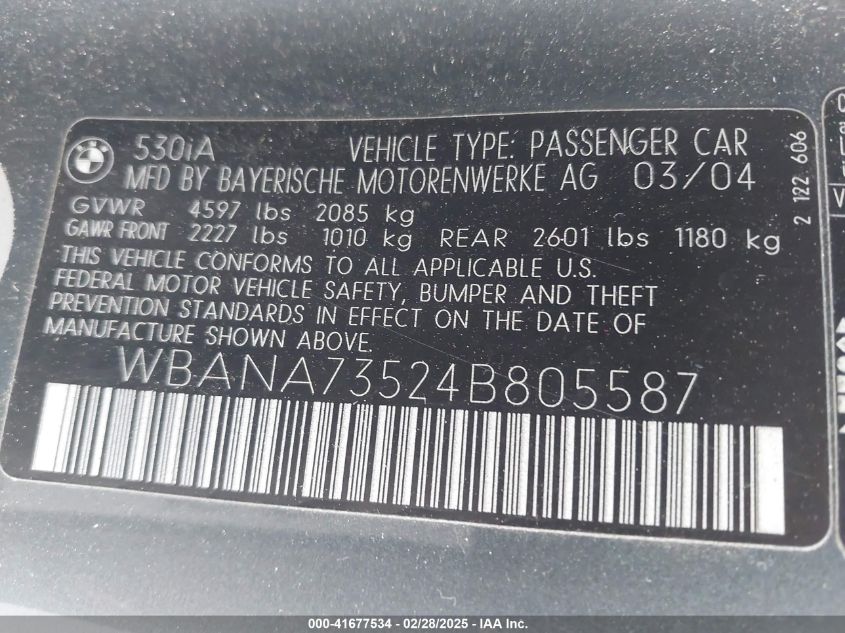 530iA VEHICLE TYPE: PASSENGER CAR
MFD BY BAYERISCHE MOTORENWERKE AG 03/04
GVWR 4597 lbs 2085 kg
GAWR FRONT 2227 lbs 1010 kg REAR 2601 lbs 1180 kg
THIS VEHICLE CONFORMS TO ALL APPLICABLE U.S.
FEDERAL MOTOR VEHICLE SAFETY, BUMPER AND THEFT
PREVENTION STANDARDS IN EFFECT ON THE DATE OF
MANUFACTURE SHOWN ABOVE.
WBANA73524B805587
2 122 606
000-41677534 - 02/28/2025 - IAA Inc.